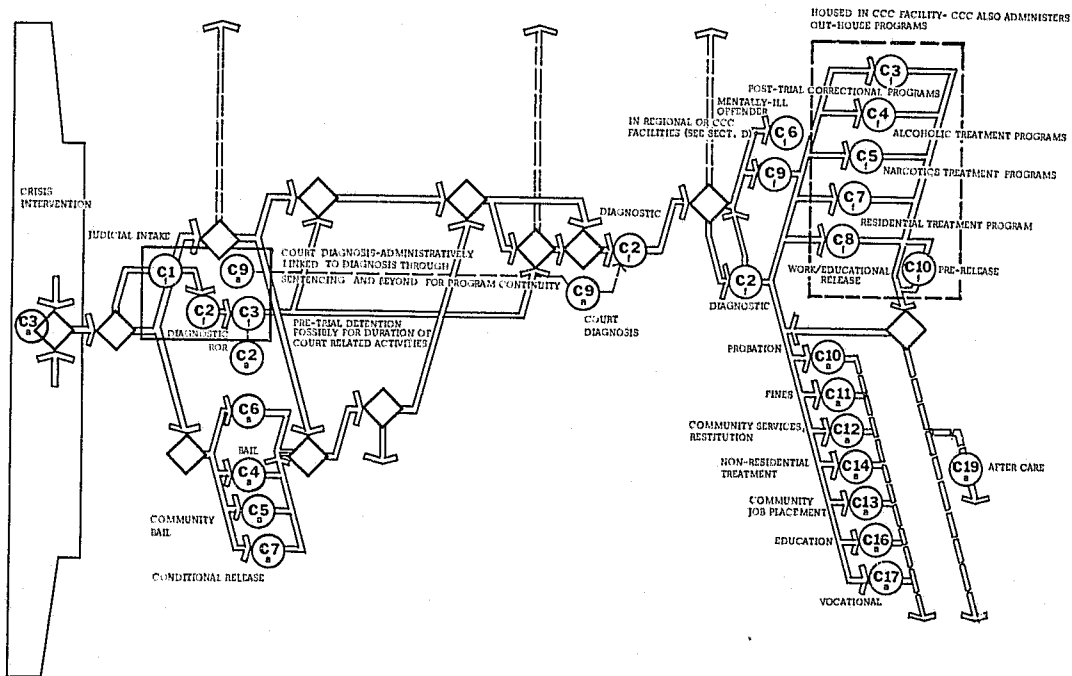 HOUSED IN CCC FACILITY- CCC ALSO ADMINISTERS
OUT-HOUSE PROGRAMS
C3
f
POST-TRIAL CORRECTIONAL PROGRAMS
MENTALLY-ILL
OFFENDER
C4
f
ALCOHOLIC TREATMENT PROGRAMS
IN REGIONAL OR CCC
FACILITIES (SEE SECT. D)
C6
f
C5
f
NARCOTICS TREATMENT PROGRAMS
C9
f
C7
f
RESIDENTIAL TREATMENT PROGRAM
CRISIS
INTERVENTION
DIAGNOSTIC
JUDICIAL INTAKE
C8
f
WORK/EDUCATIONAL
RELEASE
C10
f
PRE-RELEASE
C1
f
C9
a
COURT DIAGNOSIS-ADMINISTRATIVELY
LINKED TO DIAGNOSIS THROUGH
SENTENCING AND BEYOND FOR PROGRAM CONTINUITY
C2
f
C9
a
COURT
DIAGNOSIS
C2
f
DIAGNOSTIC
C3
a
C2
f
DIAGNOSTIC
C3
f
ROR
C2
a
PRE-TRIAL DETENTION
POSSIBLY FOR DURATION OF
COURT RELATED ACTIVITIES
PROBATION
C10
a
FINES
C11
a
C6
a
BAIL
COMMUNITY SERVICES,
RESTITUTION
C12
a
C4
a
NON-RESIDENTIAL
TREATMENT
C14
a
C19
a
AFTER CARE
C5
a
COMMUNITY
BAIL
COMMUNITY
JOB PLACEMENT
C13
a
C7
a
CONDITIONAL RELEASE
EDUCATION
C16
a
C17
a
VOCATIONAL